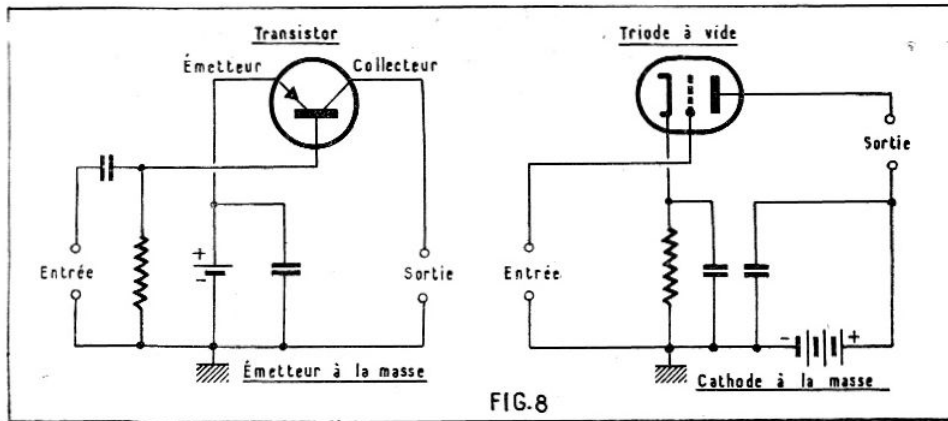 Transistor
Émetteur
Collecteur
Entrée
+
-
Sortie
Émetteur à la masse
Triode à vide
Sortie
Entrée
- +
Cathode à la masse
FIG.8